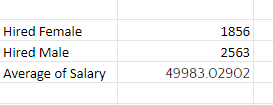 Hired Female 1856
Hired Male 2563
Average of Salary 49983.02902